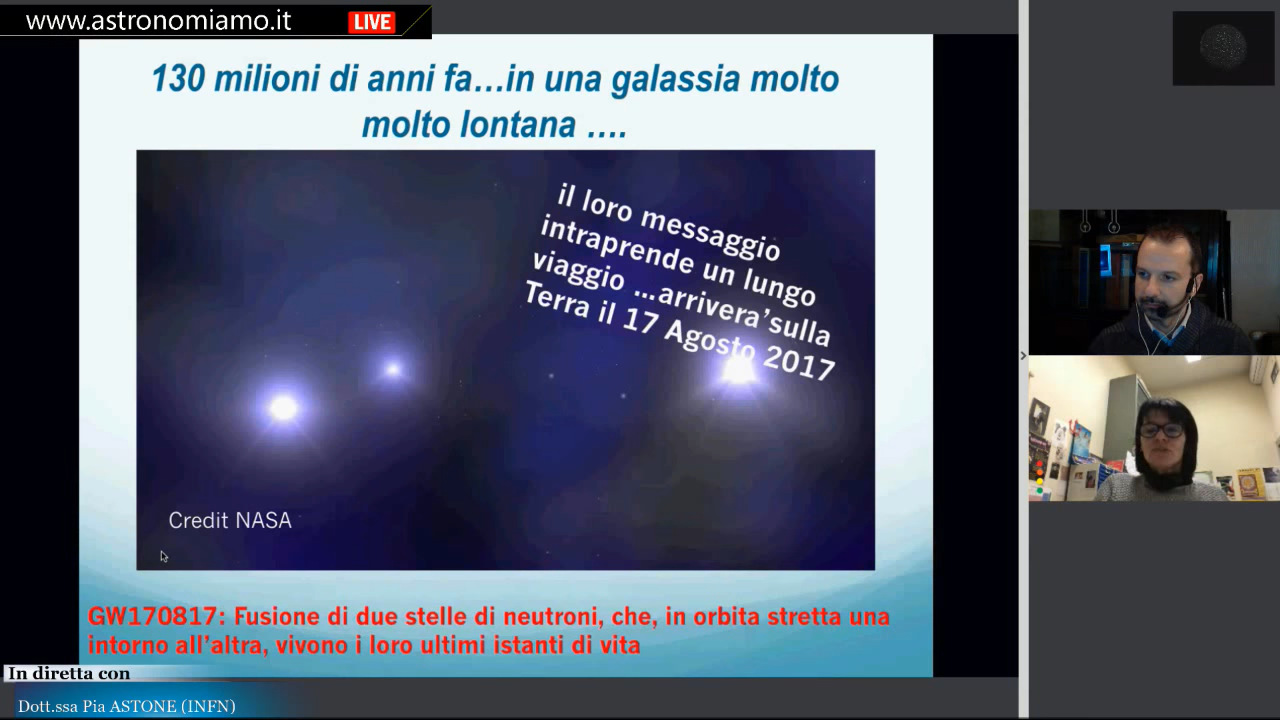 www.astronomiamo.it LIVE
130 milioni di anni fa...in una galassia molto
molto lontana ....
il loro messaggio
intraprende un lungo
viaggio ...arrivera'sulla
Terra il 17 Agosto 2017
Credit NASA
GW170817: Fusione di due stelle di neutroni, che, in orbita stretta una
intorno all'altra, vivono i loro ultimi istanti di vita
In diretta con
Dott.ssa Pia ASTONE (INFN)